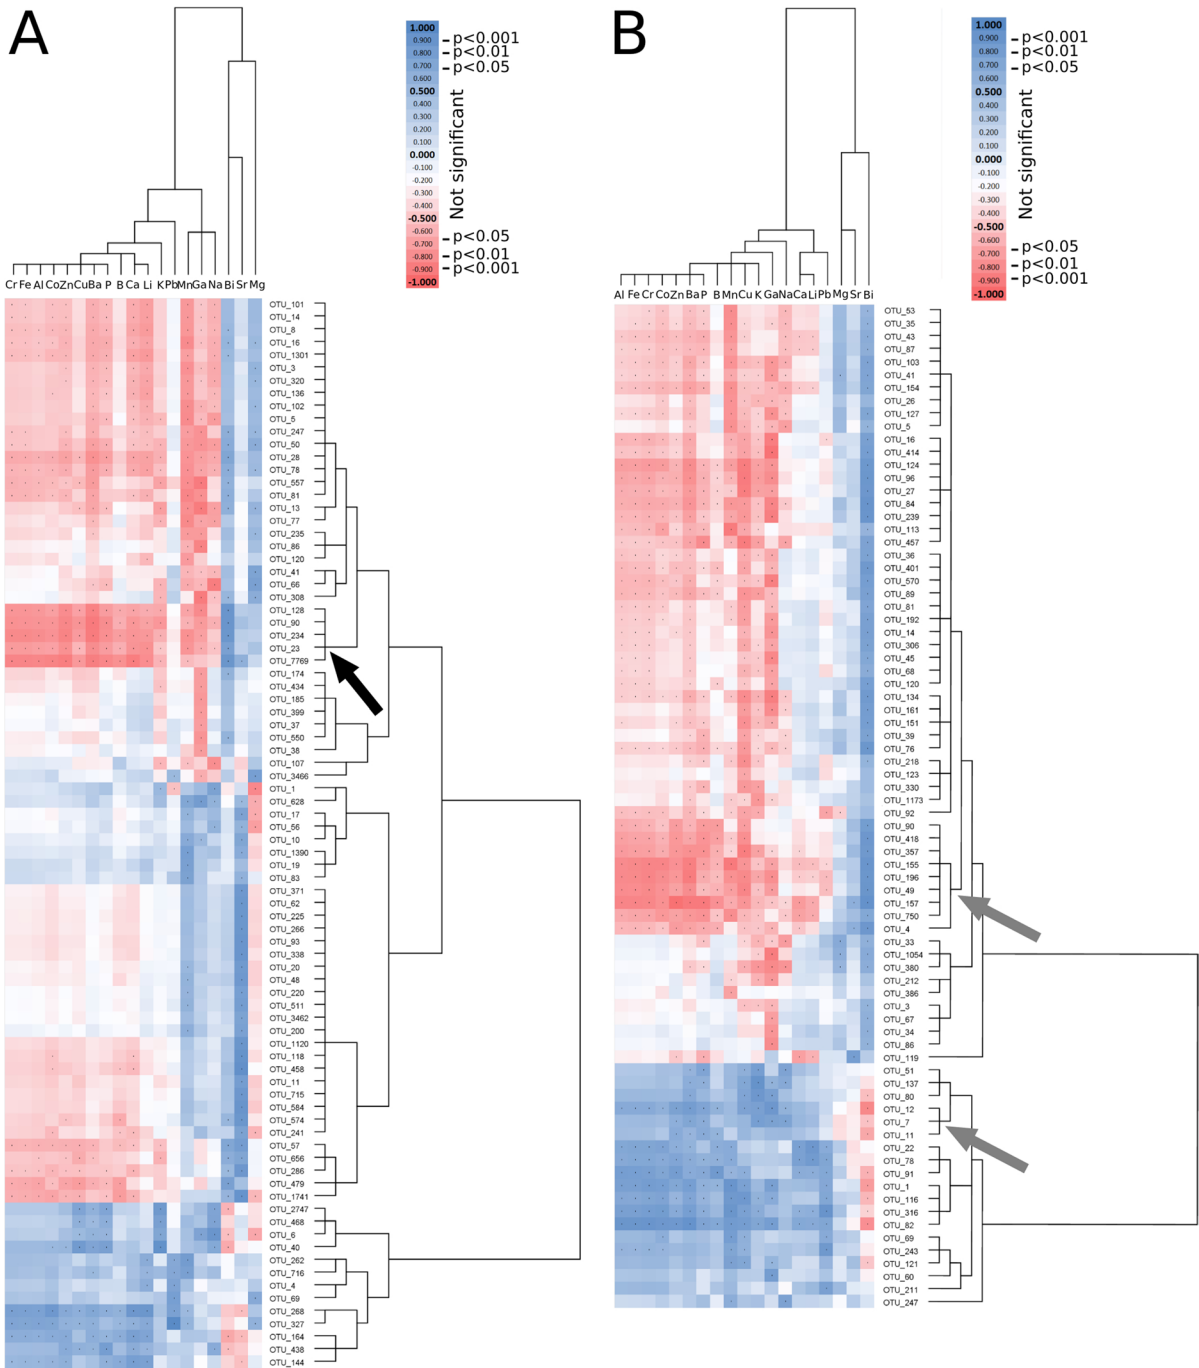 A
1.000
0.900
0.800
0.700
0.600
0.500
0.400
0.300
0.200
0.100
0.000
-0.100
-0.200
-0.300
-0.400
-0.500
-0.600
-0.700
-0.800
-0.900
-1.000
p<0.001
p<0.01
p<0.05
Not significant
p<0.05
p<0.01
p<0.001
Cr Fe Al Co Zn Cu Ba P B Ca Li K Pb Mn Ga Na Bi Sr Mg
OTU_101
OTU_14
OTU_8
OTU_16
OTU_1301
OTU_3
OTU_320
OTU_136
OTU_102
OTU_5
OTU_247
OTU_50
OTU_28
OTU_78
OTU_557
OTU_81
OTU_13
OTU_77
OTU_235
OTU_86
OTU_120
OTU_41
OTU_66
OTU_308
OTU_128
OTU_90
OTU_234
OTU_23
OTU_7769
OTU_174
OTU_434
OTU_185
OTU_399
OTU_37
OTU_550
OTU_38
OTU_107
OTU_3466
OTU_1
OTU_628
OTU_17
OTU_56
OTU_10
OTU_1390
OTU_19
OTU_83
OTU_371
OTU_62
OTU_225
OTU_266
OTU_93
OTU_338
OTU_20
OTU_48
OTU_220
OTU_511
OTU_3462
OTU_200
OTU_1120
OTU_118
OTU_458
OTU_11
OTU_715
OTU_584
OTU_574
OTU_241
OTU_57
OTU_656
OTU_286
OTU_479
OTU_1741
OTU_2747
OTU_468
OTU_6
OTU_40
OTU_262
OTU_716
OTU_4
OTU_69
OTU_268
OTU_327
OTU_164
OTU_438
OTU_144
B
1.000
0.900
0.800
0.700
0.600
0.500
0.400
0.300
0.200
0.100
0.000
-0.100
-0.200
-0.300
-0.400
-0.500
-0.600
-0.700
-0.800
-0.900
-1.000
p<0.001
p<0.01
p<0.05
Not significant
p<0.05
p<0.01
p<0.001
Al Fe Cr Co Zn Ba P B Mn Cu K Ga Na Ca Li Pb Mg Sr Bi
OTU_53
OTU_35
OTU_43
OTU_87
OTU_103
OTU_41
OTU_154
OTU_26
OTU_127
OTU_5
OTU_16
OTU_414
OTU_124
OTU_96
OTU_27
OTU_84
OTU_239
OTU_113
OTU_457
OTU_36
OTU_401
OTU_570
OTU_89
OTU_81
OTU_192
OTU_14
OTU_306
OTU_45
OTU_68
OTU_120
OTU_134
OTU_161
OTU_151
OTU_39
OTU_76
OTU_218
OTU_123
OTU_330
OTU_1173
OTU_92
OTU_90
OTU_418
OTU_357
OTU_155
OTU_196
OTU_49
OTU_157
OTU_750
OTU_4
OTU_33
OTU_1054
OTU_380
OTU_212
OTU_386
OTU_3
OTU_67
OTU_34
OTU_86
OTU_119
OTU_51
OTU_137
OTU_80
OTU_12
OTU_7
OTU_11
OTU_22
OTU_78
OTU_91
OTU_1
OTU_116
OTU_316
OTU_82
OTU_69
OTU_243
OTU_121
OTU_60
OTU_211
OTU_247